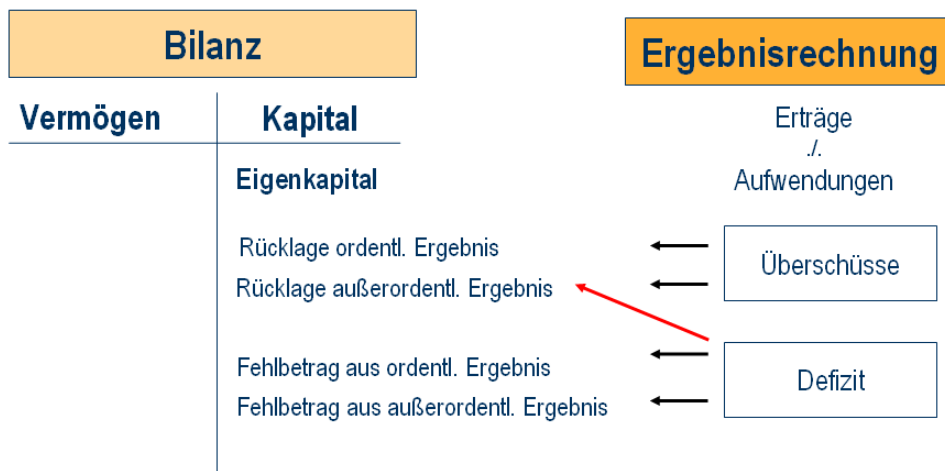 Bilanz
Ergebnisrechnung
Vermögen
Kapital
Erträge
./.
Aufwendungen
Eigenkapital
Rücklage ordentl. Ergebnis
Rücklage außerordentl. Ergebnis
Überschüsse
Fehlbetrag aus ordentl. Ergebnis
Fehlbetrag aus außerordentl. Ergebnis
Defizit